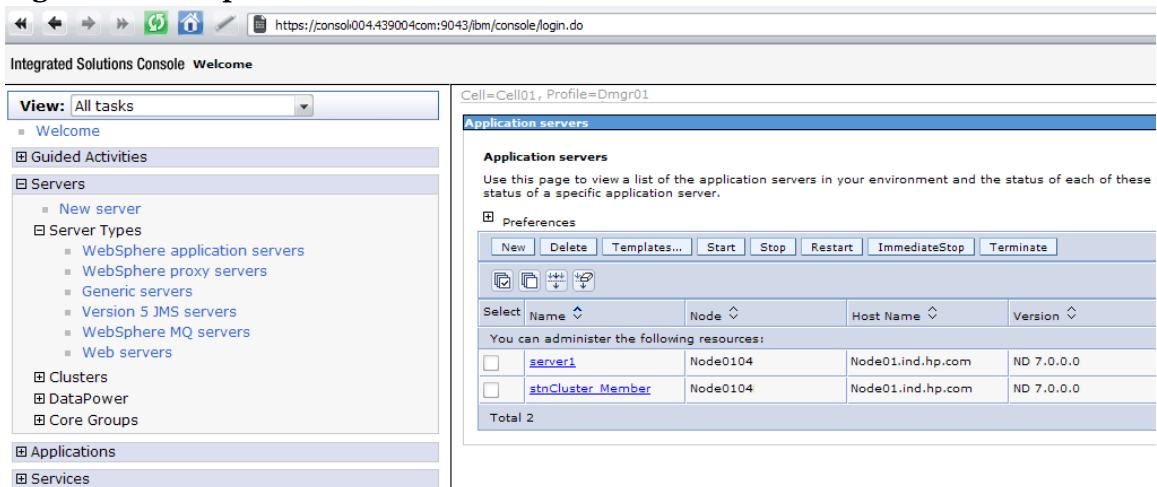 https://consoli004.439004com:9043/ibm/console/login.do
Integrated Solutions Console Welcome
View: All tasks
Welcome
Guided Activities
Servers
New server
Server Types
WebSphere application servers
WebSphere proxy servers
Generic servers
Version 5 JMS servers
WebSphere MQ servers
Web servers
Clusters
DataPower
Core Groups
Applications
Services
Cell=Cell01, Profile=Dmgr01
Application servers
Application servers
Use this page to view a list of the application servers in your environment and the status of each of these
status of a specific application server.
Preferences
New Delete Templates... Start Stop Restart ImmediateStop Terminate
Select Name Node Host Name Version
You can administer the following resources:
server1 Node0104 Node01.ind.hp.com ND 7.0.0.0
stnCluster_Member Node0104 Node01.ind.hp.com ND 7.0.0.0
Total 2